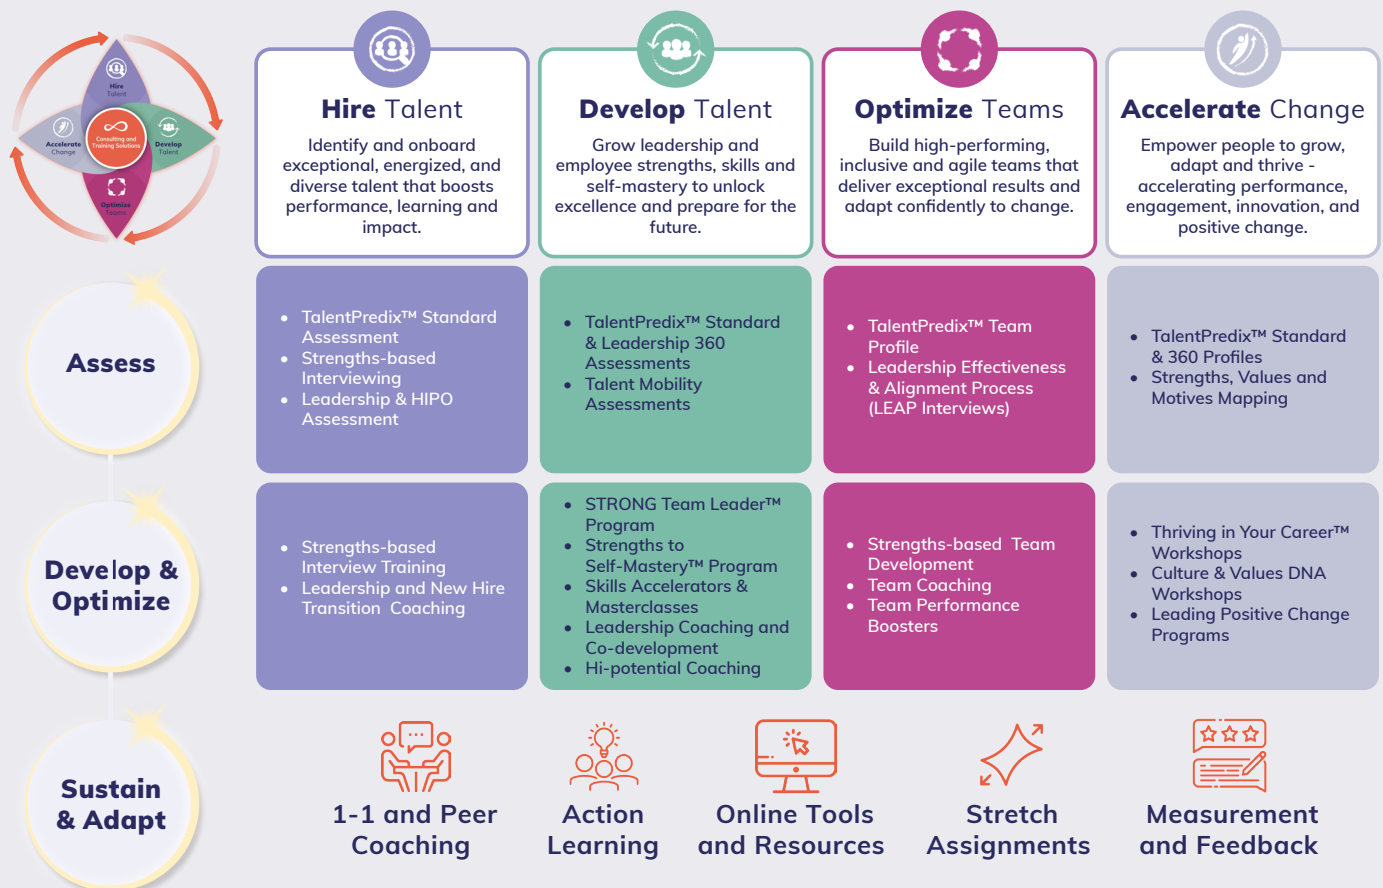 Hire
Talent
Accelerate
Change
Consulting and
Training Solutions
Develop
Talent
Optimize
Teams
Hire Talent
Identify and onboard
exceptional, energized, and
diverse talent that boosts
performance, learning and
impact.
Develop Talent
Grow leadership and
employee strengths, skills and
self-mastery to unlock
excellence and prepare for the
future.
Optimize Teams
Build high-performing,
inclusive and agile teams that
deliver exceptional results and
adapt confidently to change.
Accelerate Change
Empower people to grow,
adapt and thrive -
accelerating performance,
engagement, innovation, and
positive change.
Assess
• TalentPredix™ Standard
Assessment
• Strengths-based
Interviewing
• Leadership & HIPO
Assessment
• TalentPredix™ Standard
& Leadership 360
Assessments
• Talent Mobility
Assessments
• TalentPredix™ Team
Profile
• Leadership Effectiveness
& Alignment Process
(LEAP Interviews)
• TalentPredix™ Standard
& 360 Profiles
• Strengths, Values and
Motives Mapping
Develop &
Optimize
• Strengths-based
Interview Training
• Leadership and New Hire
Transition Coaching
• STRONG Team Leader™
Program
• Strengths to
Self-Mastery™ Program
• Skills Accelerators &
Masterclasses
• Leadership Coaching and
Co-development
• Hi-potential Coaching
• Strengths-based Team
Development
• Team Coaching
• Team Performance
Boosters
• Thriving in Your Career™
Workshops
• Culture & Values DNA
Workshops
• Leading Positive Change
Programs
Sustain
& Adapt
1-1 and Peer
Coaching
Action
Learning
Online Tools
and Resources
Stretch
Assignments
Measurement
and Feedback